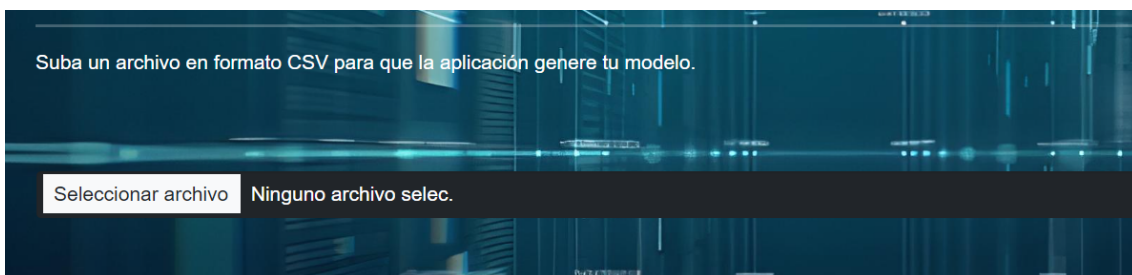 Suba un archivo en formato CSV para que la aplicación genere tu modelo.
Seleccionar archivo Ninguno archivo selec.